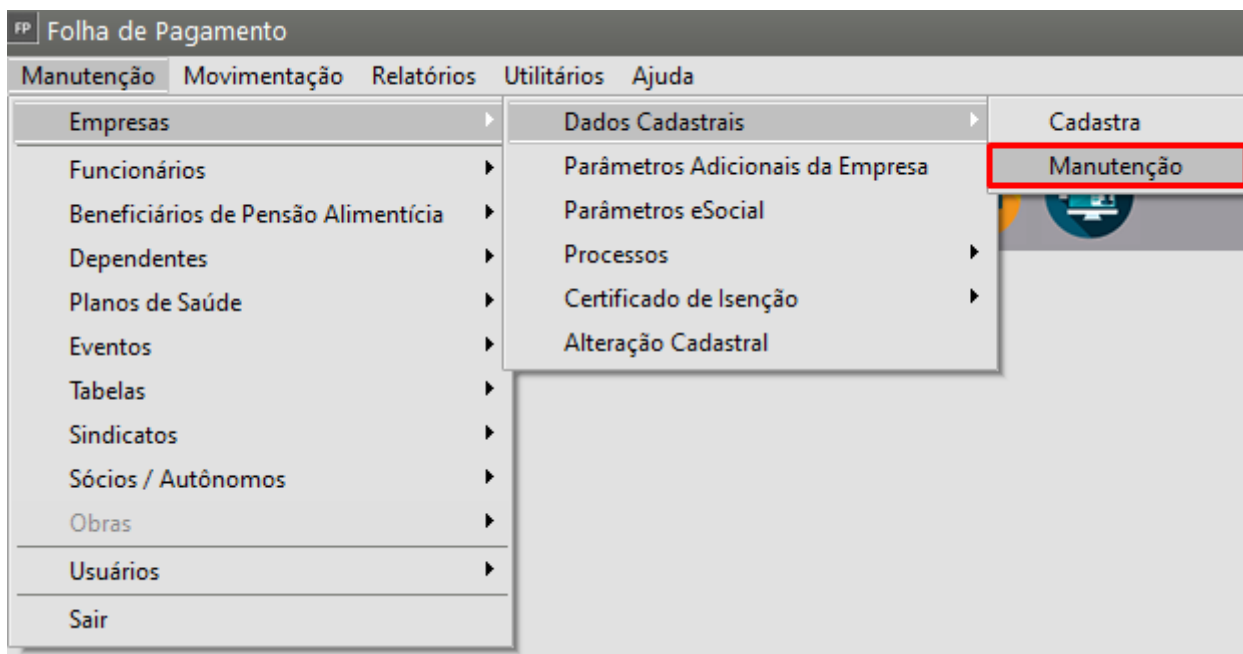 FP Folha de Pagamento
Manutenção Movimentação Relatórios Utilitários Ajuda
Empresas
Funcionários
Beneficiários de Pensão Alimentícia
Dependentes
Planos de Saúde
Eventos
Tabelas
Sindicatos
Sócios / Autônomos
Obras
Usuários
Sair
Dados Cadastrais
Parâmetros Adicionais da Empresa
Parâmetros eSocial
Processos
Certificado de Isenção
Alteração Cadastral
Cadastra
Manutenção